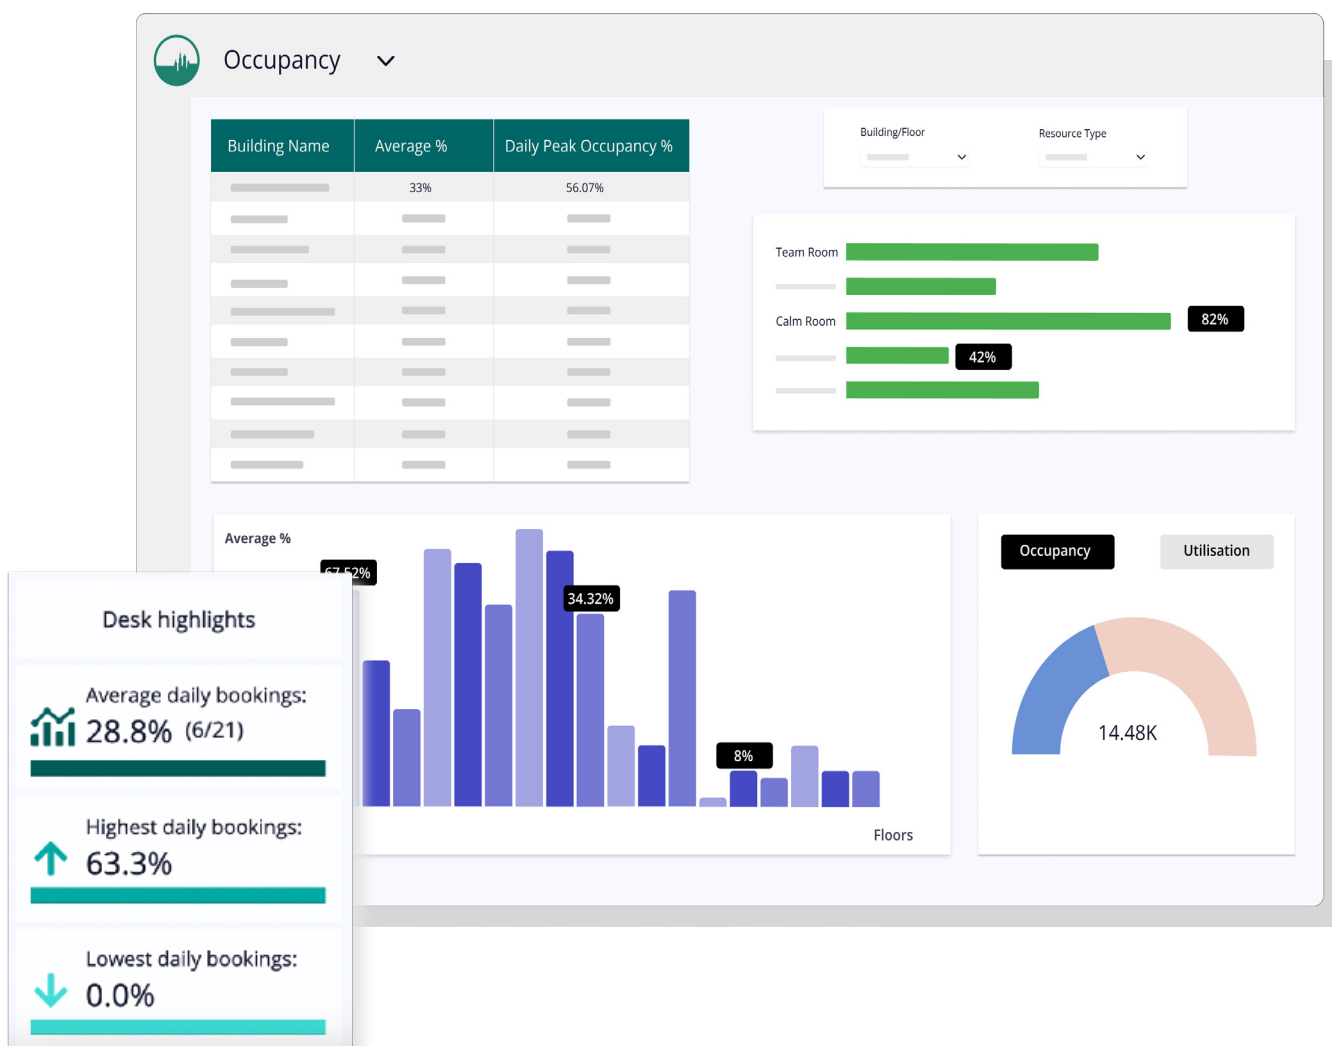 Occupancy
Building Name Average % Daily Peak Occupancy %
33% 56.07%
Building/Floor Resource Type
Team Room
Calm Room 82%
42%
Average %
67.52%
34.32%
8%
Floors
Occupancy Utilisation
14.48K
Desk highlights
Average daily bookings:
28.8% (6/21)
Highest daily bookings:
63.3%
Lowest daily bookings:
0.0%